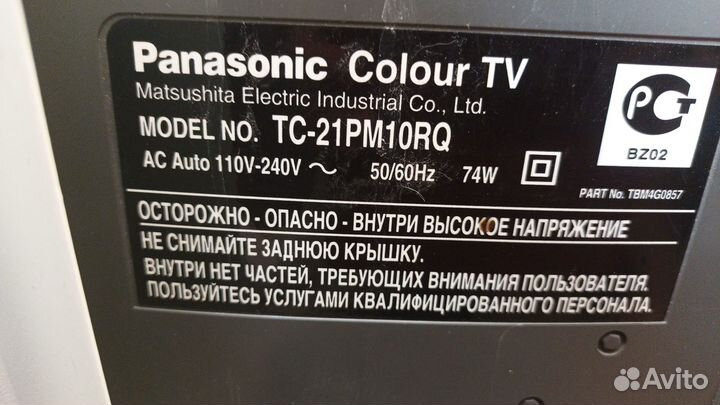 Panasonic Colour TV
Matsushita Electric Industrial Co., Ltd.
MODEL NO. TC-21PM10RQ
AC Auto 110V-240V ~ 50/60Hz 74W
РСТ
BZ02
PART No. TBM4G0857
ОСТОРОЖНО - ОПАСНО - ВНУТРИ ВЫСОКОЕ НАПРЯЖЕНИЕ
НЕ СНИМАЙТЕ ЗАДНЮЮ КРЫШКУ.
ВНУТРИ НЕТ ЧАСТЕЙ, ТРЕБУЮЩИХ ВНИМАНИЯ ПОЛЬЗОВАТЕЛЯ.
ПОЛЬЗУЙТЕСЬ УСЛУГАМИ КВАЛИФИЦИРОВАННОГО ПЕРСОНАЛА.
Avito